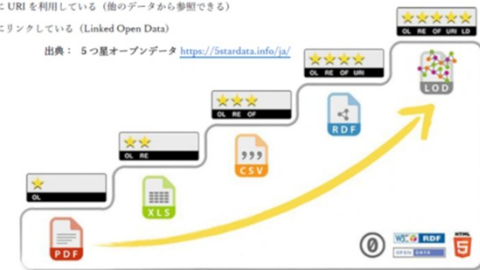 に URI を利用している（他のデータから参照できる）
にリンクしている（Linked Open Data）
出典： 5つ星オープンデータ https://5stardata.info/ja/
OL RE OF URI LD
LOD
OL RE OF URI
RDF
OL RE OF
CSV
OL RE
XLS
OL
PDF
RDF
OPEN DATA
HTML
5